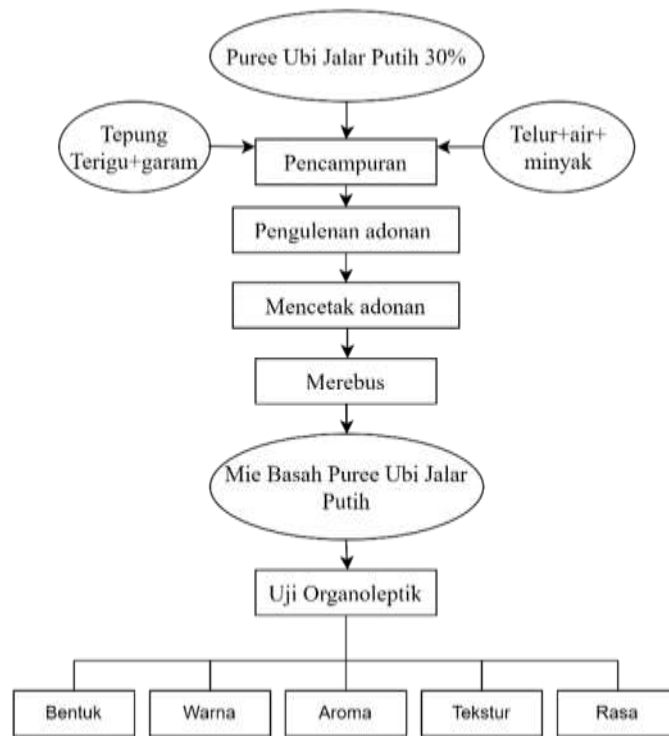 Puree Ubi Jalar Putih 30%
Tepung
Terigu+garam
Telur+air+
minyak
Pencampuran
Pengulenan adonan
Mencetak adonan
Merebus
Mie Basah Puree Ubi Jalar
Putih
Uji Organoleptik
Bentuk
Warna
Aroma
Tekstur
Rasa